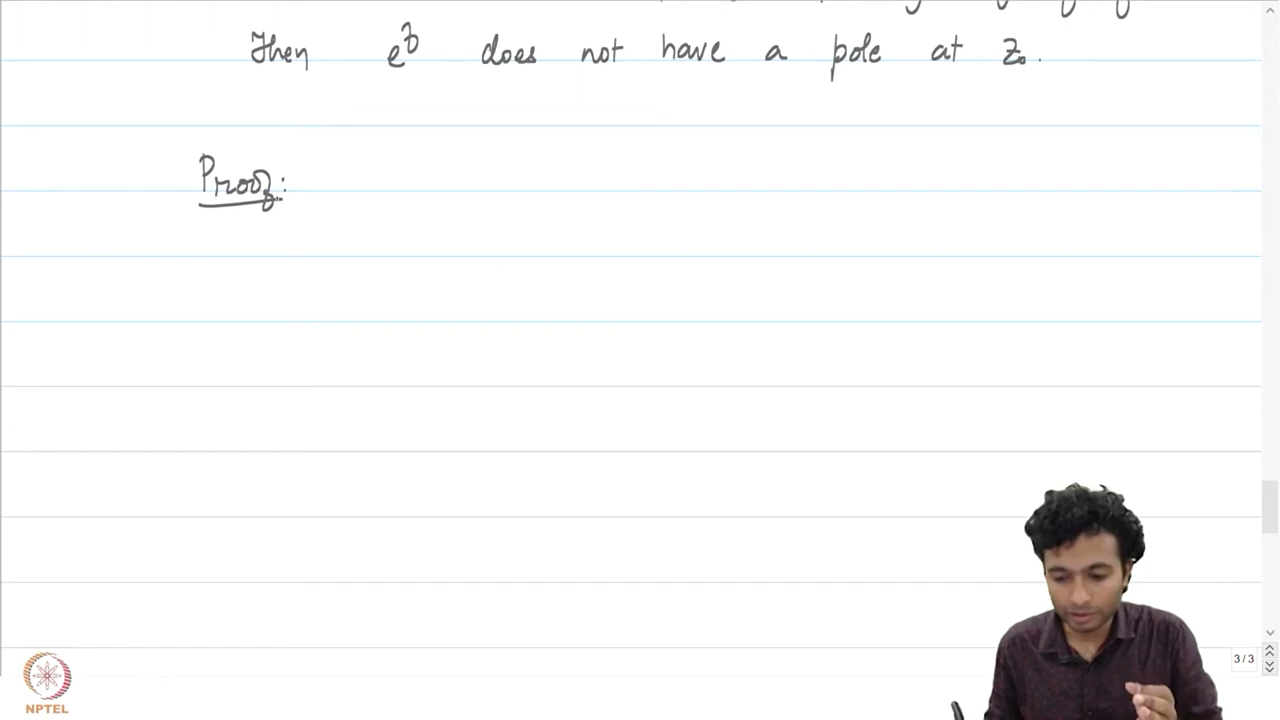 Then e^f does not have a pole at z₀.
Proof:
3 / 3
NPTEL